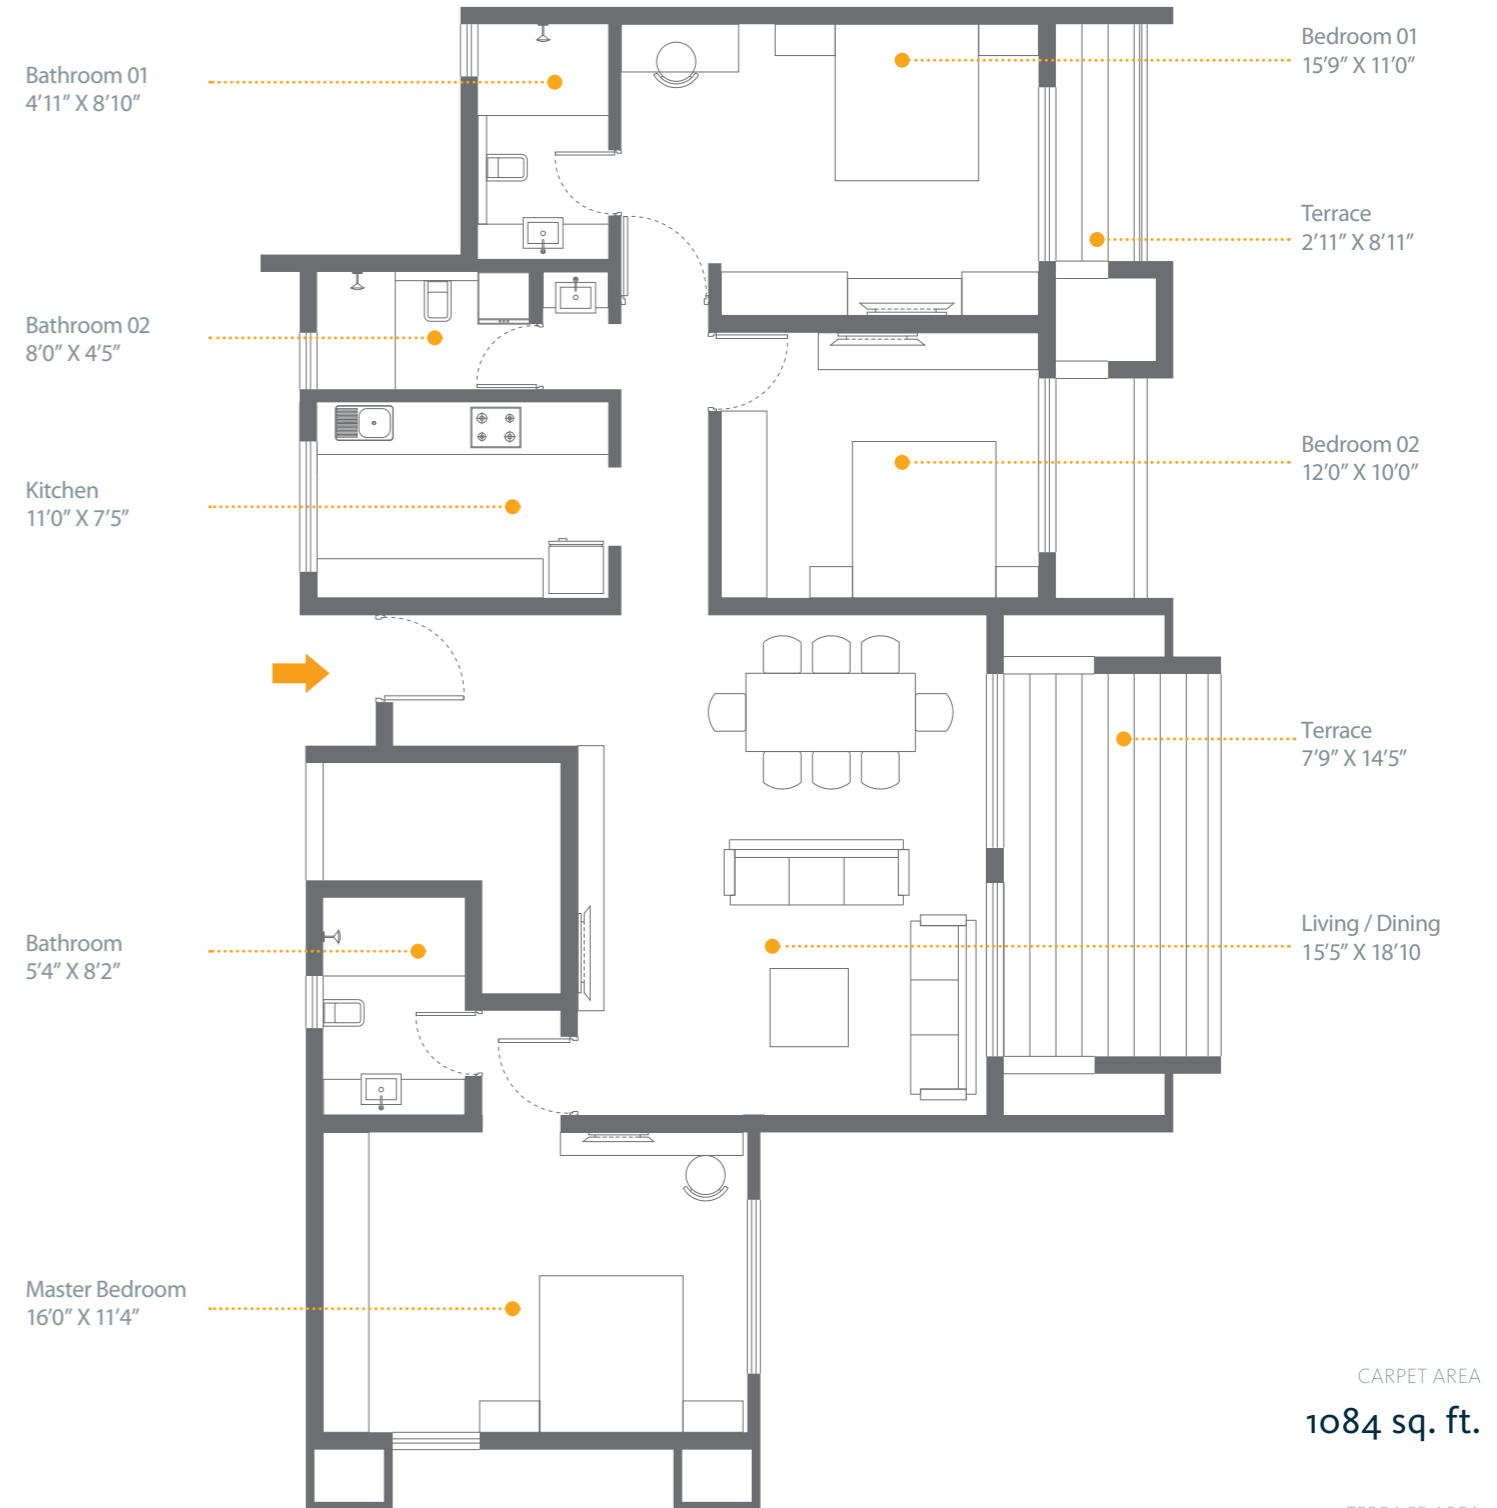 Bathroom 01
4’11” X 8’10”
Bathroom 02
8’0” X 4’5”
Kitchen
11’0” X 7’5”
Bathroom
5’4” X 8’2”
Master Bedroom
16’0” X 11’4”
Bedroom 01
15’9” X 11’0”
Terrace
2’11” X 8’11”
Bedroom 02
12’0” X 10’0”
Terrace
7’9” X 14’5”
Living / Dining
15’5” X 18’10
CARPET AREA
1084 sq. ft.
TERRACE AREA